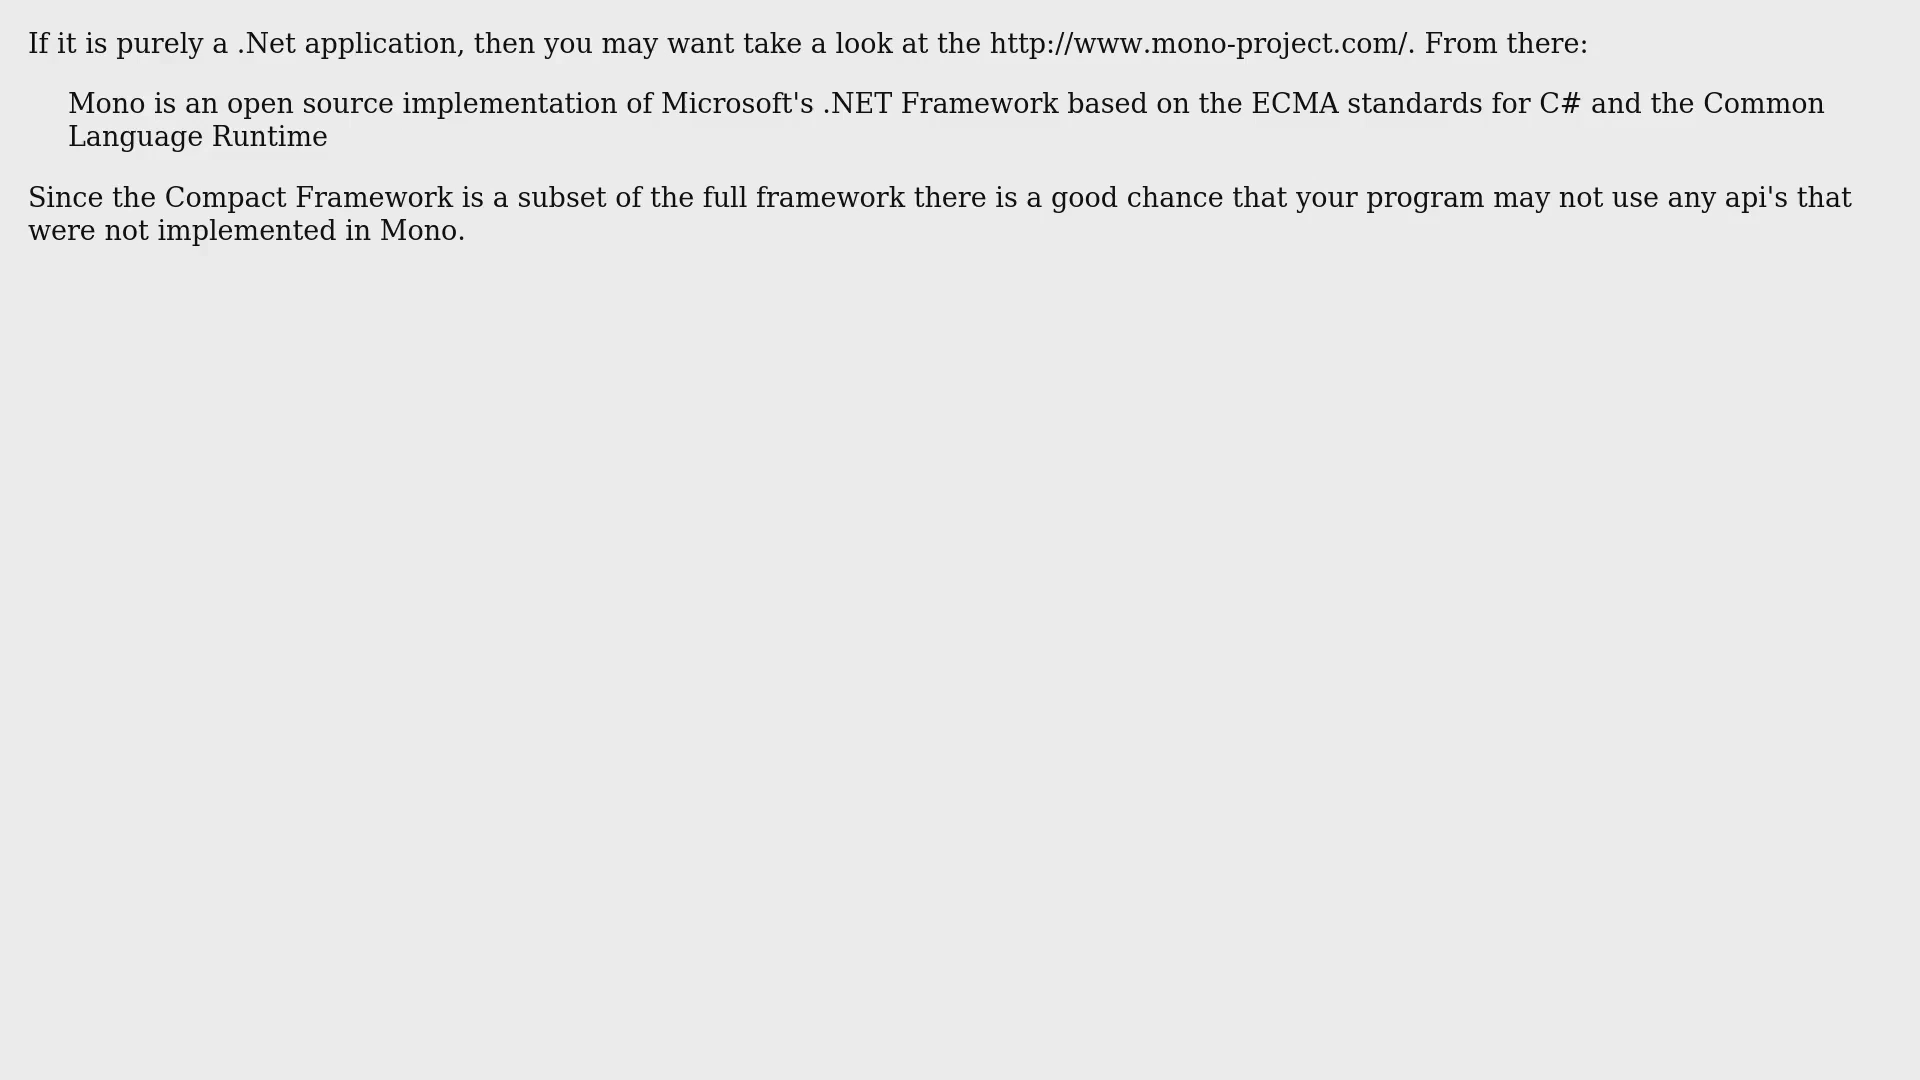 If it is purely a .Net application, then you may want take a look at the http://www.mono-project.com/. From there:
Mono is an open source implementation of Microsoft's .NET Framework based on the ECMA standards for C# and the Common
Language Runtime
Since the Compact Framework is a subset of the full framework there is a good chance that your program may not use any api's that
were not implemented in Mono.